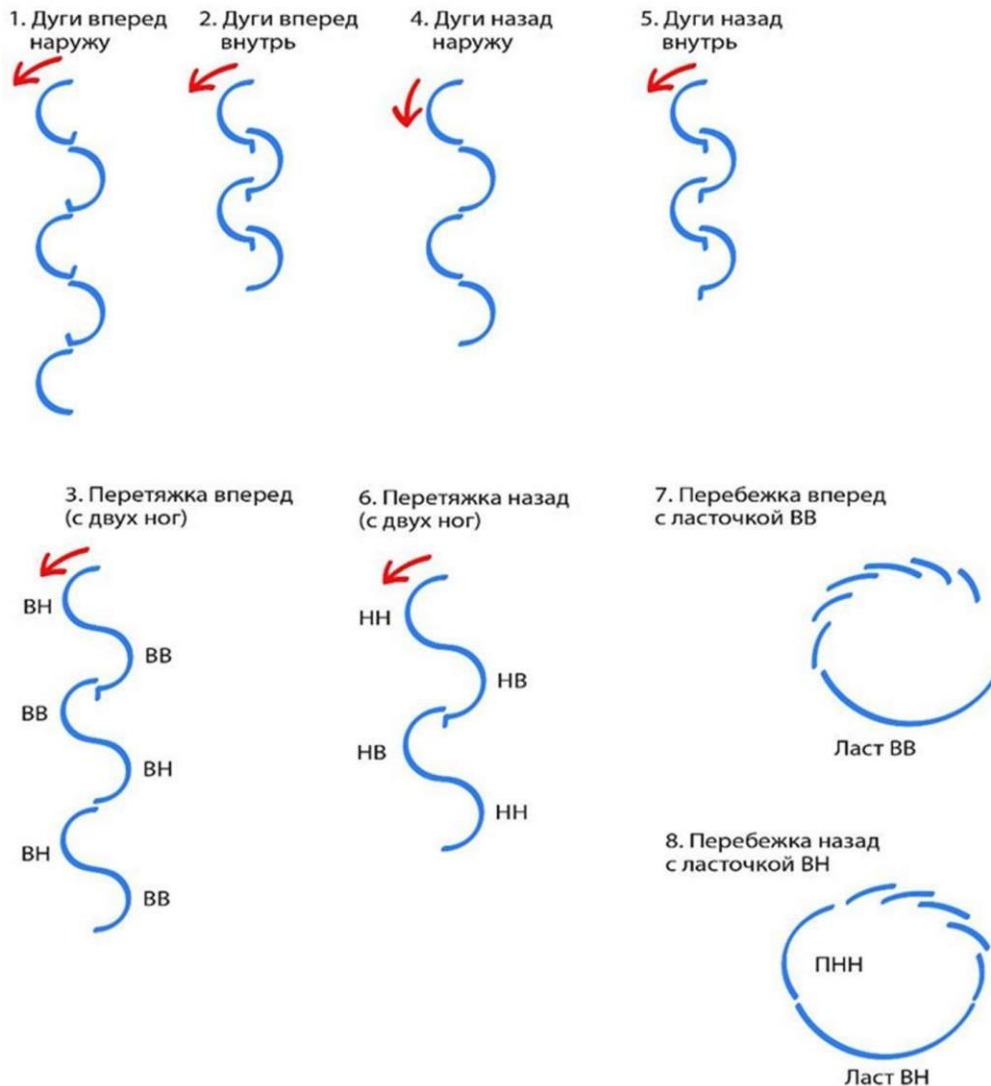 1. Дуги вперед
наружу
2. Дуги вперед
внутрь
4. Дуги назад
наружу
5. Дуги назад
внутрь
3. Перетяжка вперед
(с двух ног)
ВН
ВВ
ВВ
ВН
ВН
ВВ
6. Перетяжка назад
(с двух ног)
НН
НВ
НВ
НН
7. Перебежка вперед
с ласточкой ВВ
Ласт ВВ
8. Перебежка назад
с ласточкой ВН
ПНН
Ласт ВН